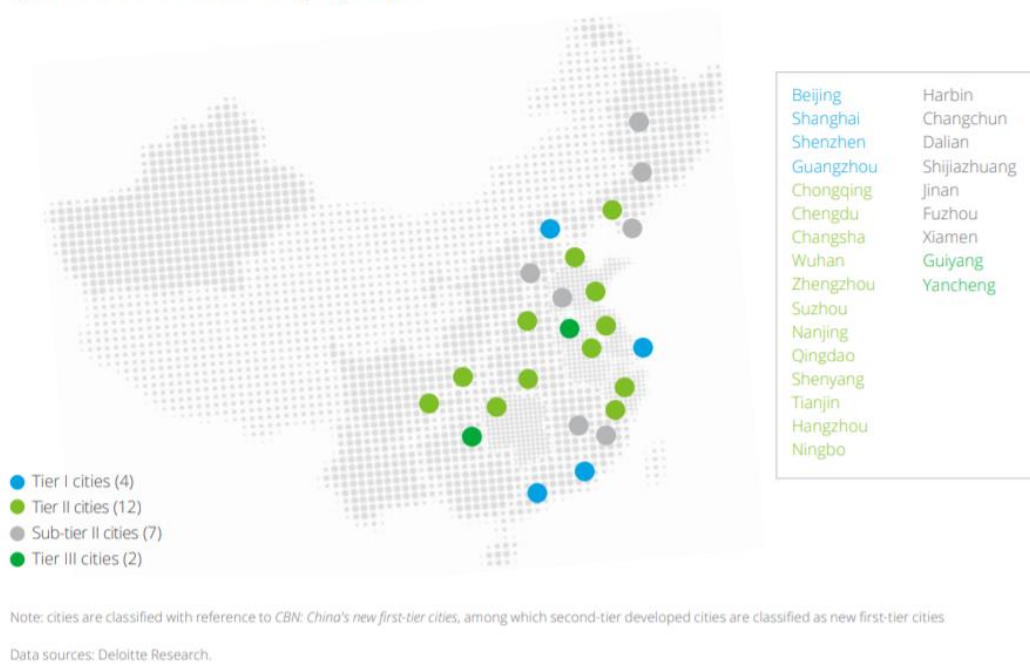 Beijing
Shanghai
Shenzhen
Guangzhou
Chongqing
Chengdu
Changsha
Wuhan
Zhengzhou
Suzhou
Nanjing
Qingdao
Shenyang
Tianjin
Hangzhou
Ningbo
Harbin
Changchun
Dalian
Shijiazhuang
Jinan
Fuzhou
Xiamen
Guiyang
Yancheng
Tier I cities (4)
Tier II cities (12)
Sub-tier II cities (7)
Tier III cities (2)
Note: cities are classified with reference to CBN: China's new first-tier cities, among which second-tier developed cities are classified as new first-tier cities
Data sources: Deloitte Research.